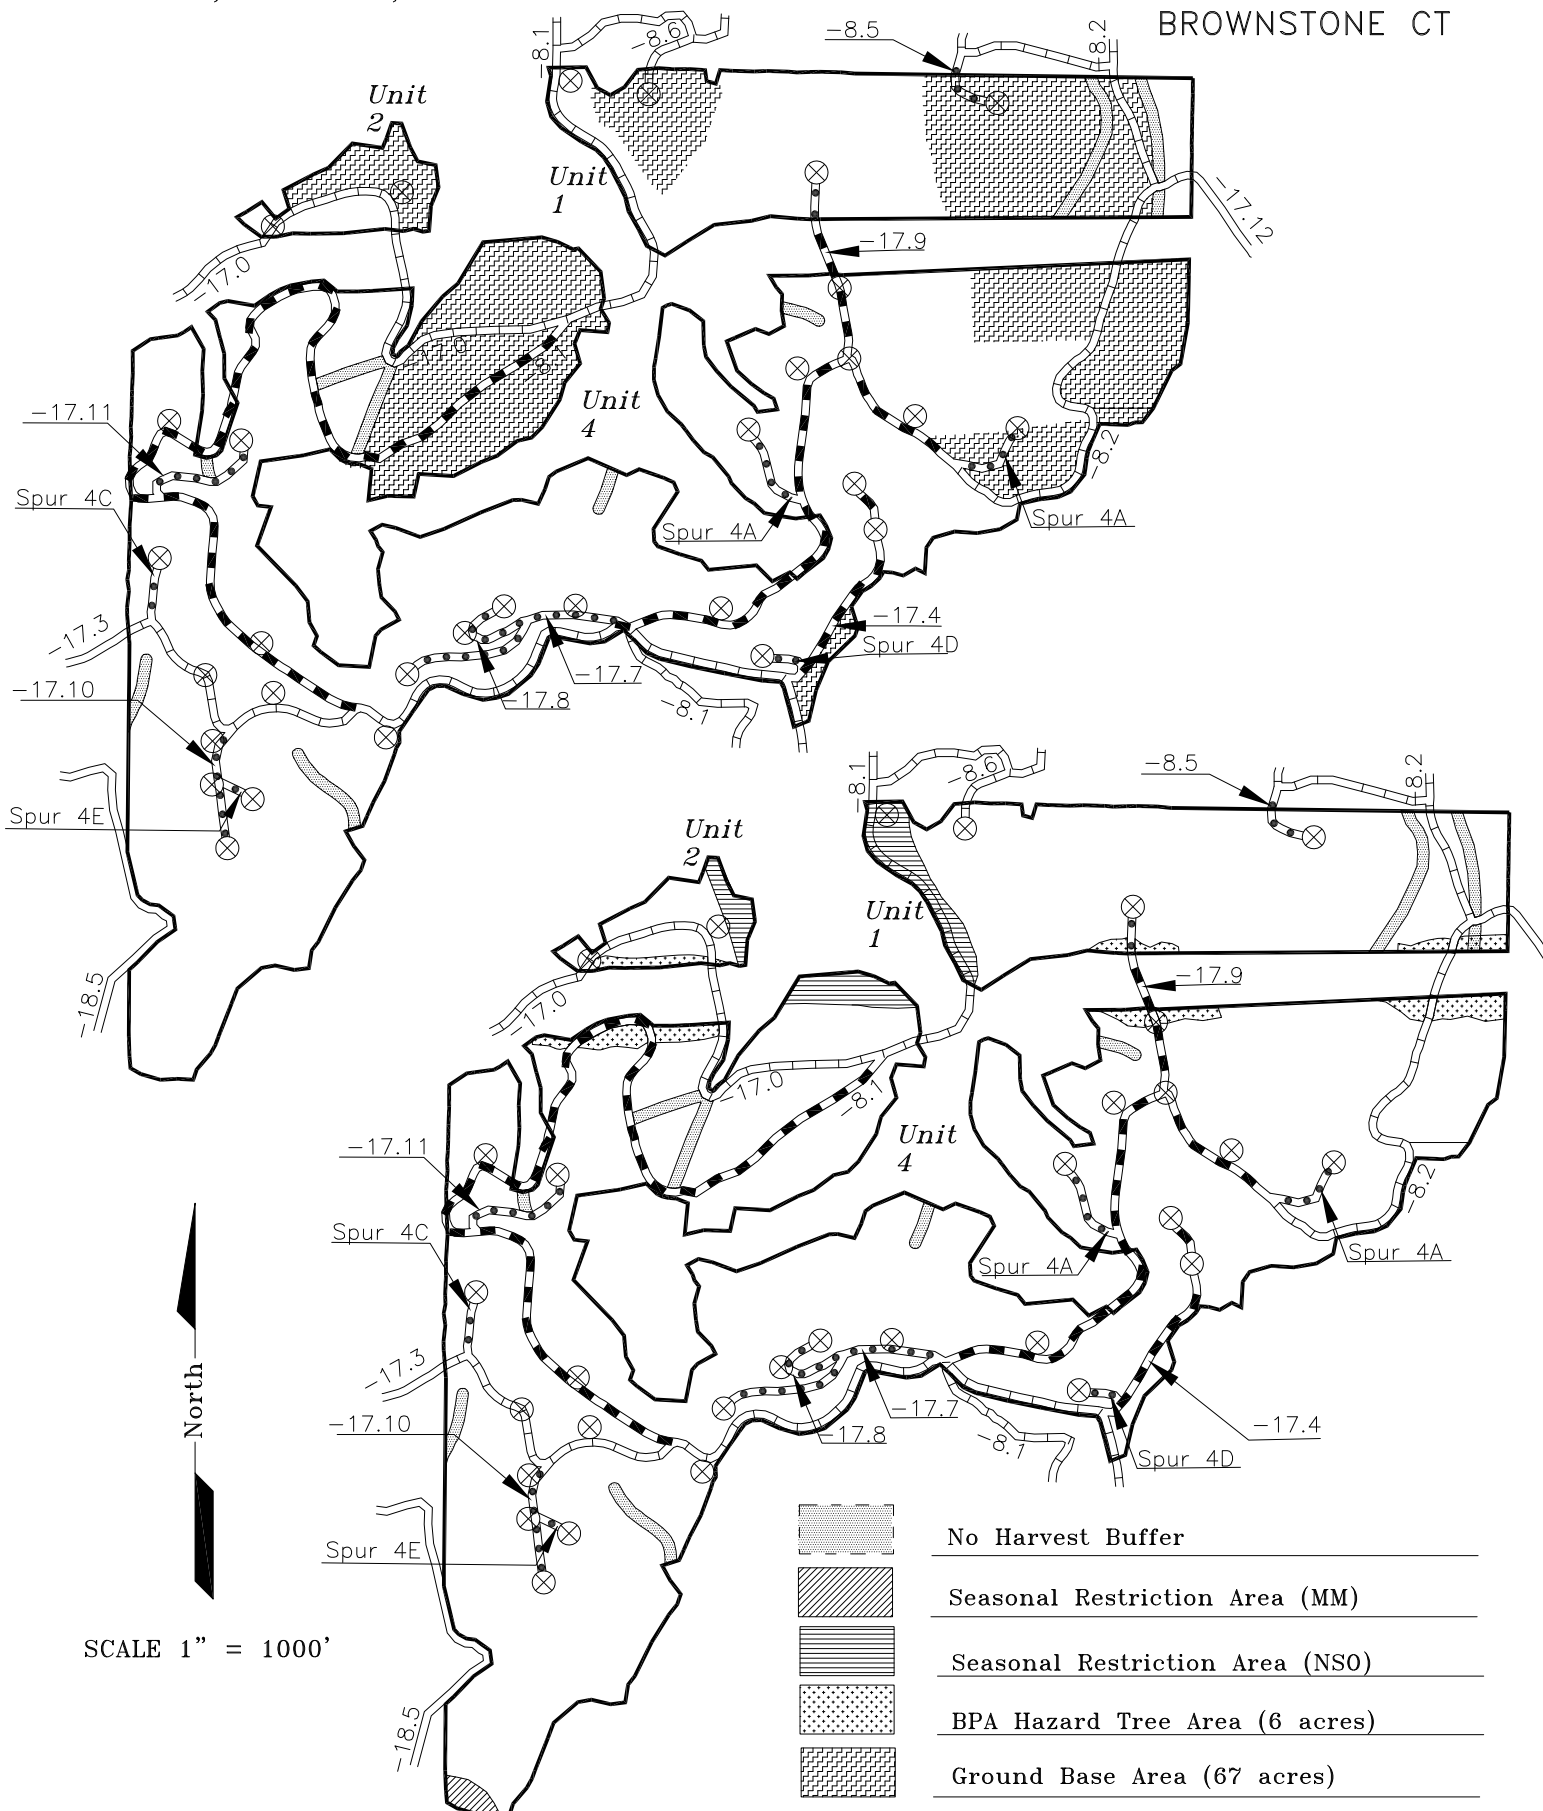 BROWNSTONE CT
-8.1
-8.6
-8.5
8.2
Unit
2
Unit
1
-17.12
-17.0
-17.9
-17.0
-8.1
Unit
4
-17.11
-8.2
Spur 4C
Spur 4A
Spur 4A
-17.3
-17.4
Spur 4D
-17.10
-17.7
-17.8
-8.1
Spur 4E
-18.5
-8.1
-8.6
-8.5
8.2
Unit
2
Unit
1
-17.0
-17.9
-17.0
-8.1
Unit
4
-17.11
-8.2
Spur 4C
Spur 4A
Spur 4A
-17.3
-17.10
-17.7
-17.8
-17.4
-8.1
Spur 4D
Spur 4E
-18.5
North
SCALE 1" = 1000'
No Harvest Buffer
Seasonal Restriction Area (MM)
Seasonal Restriction Area (NSO)
BPA Hazard Tree Area (6 acres)
Ground Base Area (67 acres)